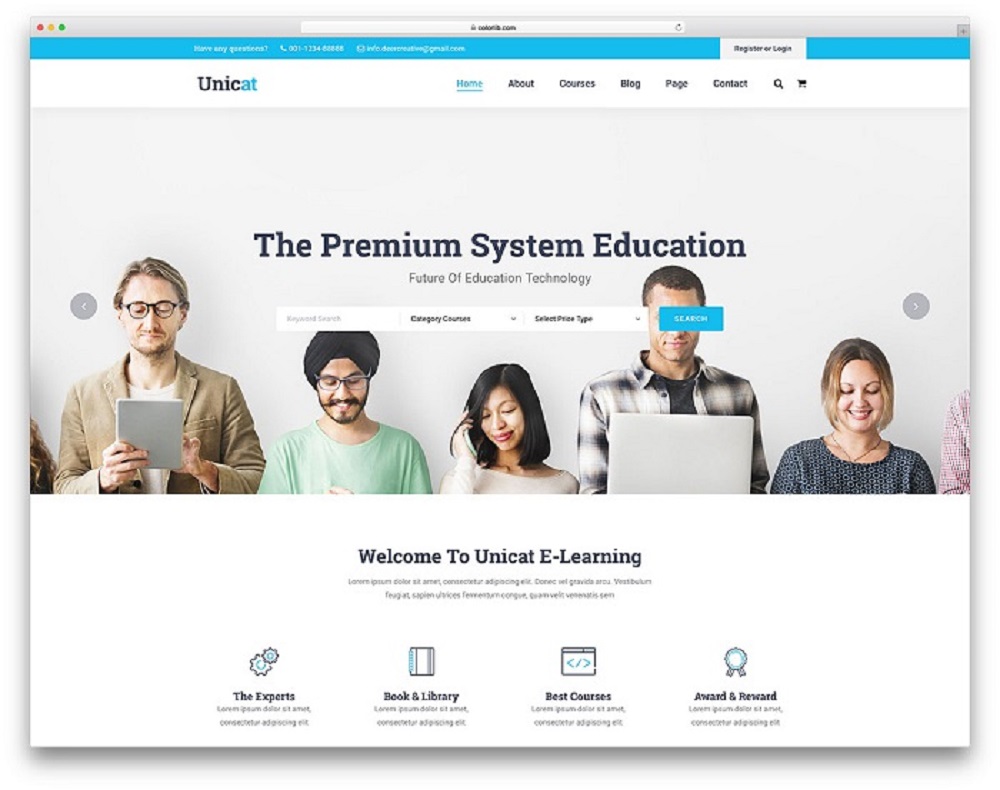 colorlib.com
Have any questions? 001-1234-88888 info.deercreative@gmail.com Register or Login
Unicat Home About Courses Blog Page Contact
The Premium System Education
Future Of Education Technology
Keyword Search Category Courses Select Price Type SEARCH
Welcome To Unicat E-Learning
Lorem ipsum dolor sit amet, consectetur adipiscing elit. Donec vel gravida arcu. Vestibulum
feugiat, sapien ultrices fermentum congue, quam velit venenatis sem
The Experts Book & Library Best Courses Award & Reward
Lorem ipsum dolor sit amet, Lorem ipsum dolor sit amet, Lorem ipsum dolor sit amet, Lorem ipsum dolor sit amet,
consectetur adipiscing elit. consectetur adipiscing elit. consectetur adipiscing elit. consectetur adipiscing elit.